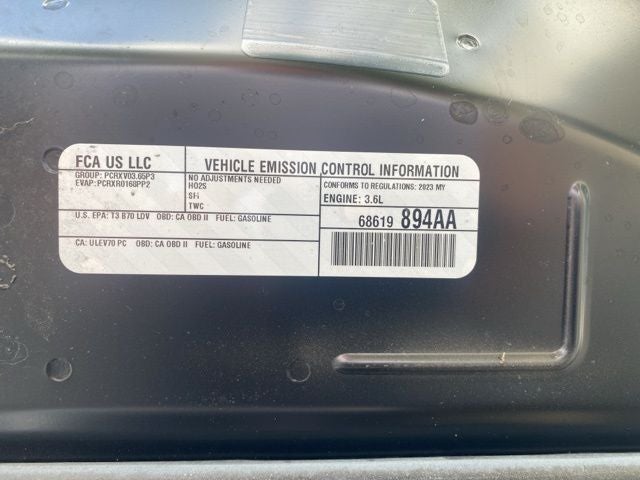 FCA US LLC
GROUP: PCRXV03.65P3
EVAP: PCRXR0168PP2
VEHICLE EMISSION CONTROL INFORMATION
NO ADJUSTMENTS NEEDED
HO2S
SFI
TWC
CONFORMS TO REGULATIONS: 2023 MY
ENGINE: 3.6L
U.S. EPA: T3 B70 LDV OBD: CA OBD II FUEL: GASOLINE
68619 894AA
CA: ULEV70 PC OBD: CA OBD II FUEL: GASOLINE